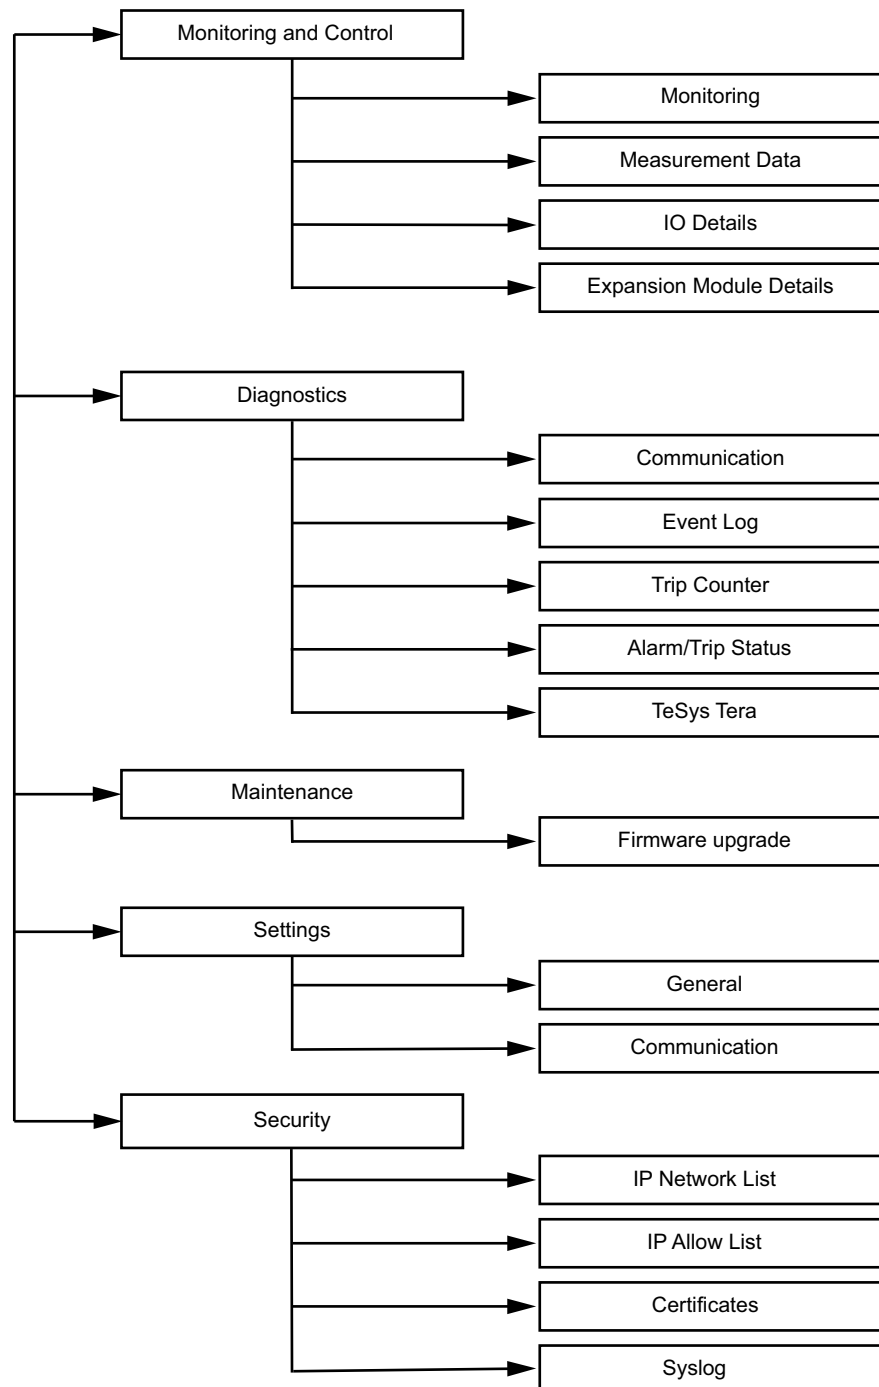 Monitoring and Control
Monitoring
Measurement Data
IO Details
Expansion Module Details
Diagnostics
Communication
Event Log
Trip Counter
Alarm/Trip Status
TeSys Tera
Maintenance
Firmware upgrade
Settings
General
Communication
Security
IP Network List
IP Allow List
Certificates
Syslog